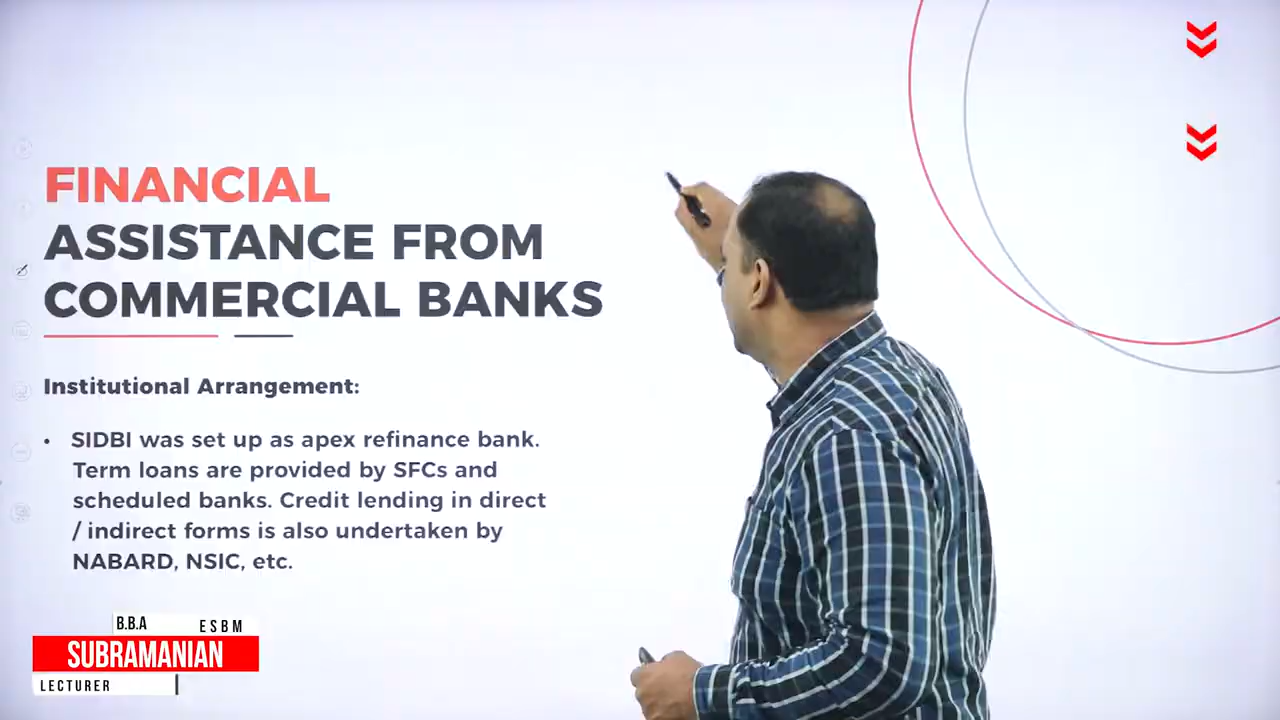 FINANCIAL
ASSISTANCE FROM
COMMERCIAL BANKS
Institutional Arrangement:
• SIDBI was set up as apex refinance bank.
Term loans are provided by SFCs and
scheduled banks. Credit lending in direct
/ indirect forms is also undertaken by
NABARD, NSIC, etc.
B.B.A ESBM
SUBRAMANIAN
LECTURER